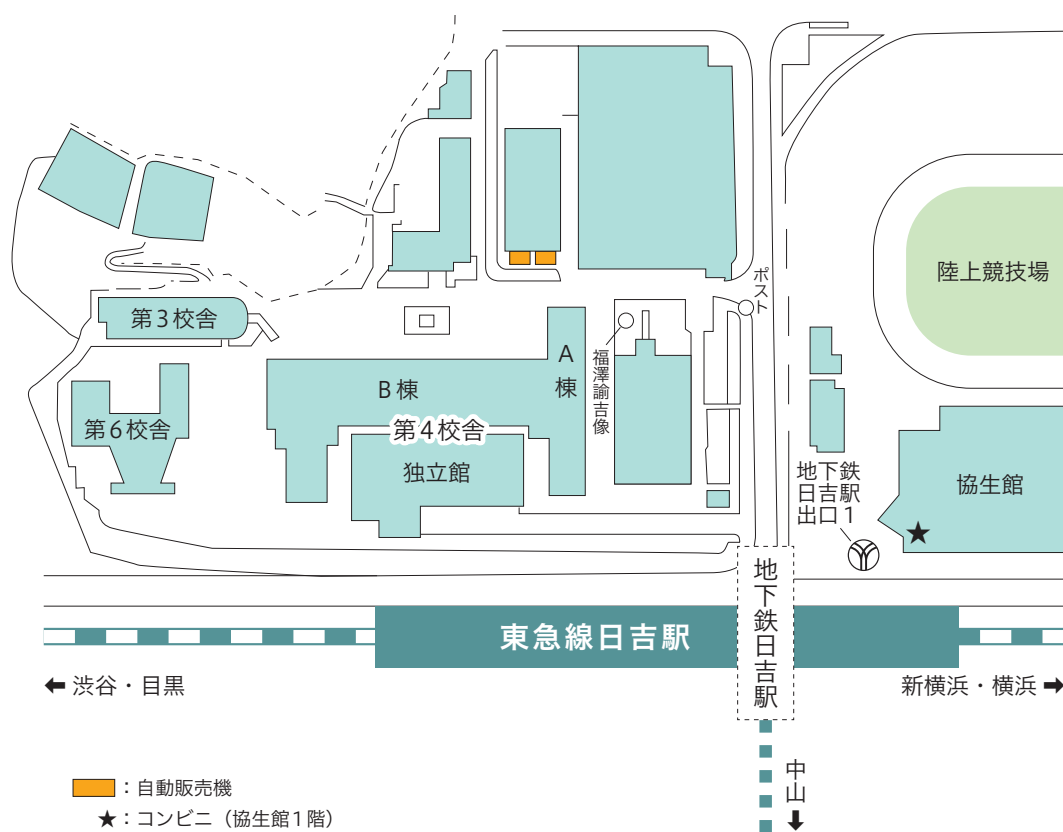 ポスト
陸上競技場
第3校舎
A棟
B棟
福澤諭吉像
第6校舎
第4校舎
独立館
地下鉄
日吉駅
出口1
協生館
★
地下鉄日吉駅
東急線日吉駅
← 渋谷・目黒
新横浜・横浜 →
中山 ↓
：自動販売機
★：コンビニ（協生館1階）